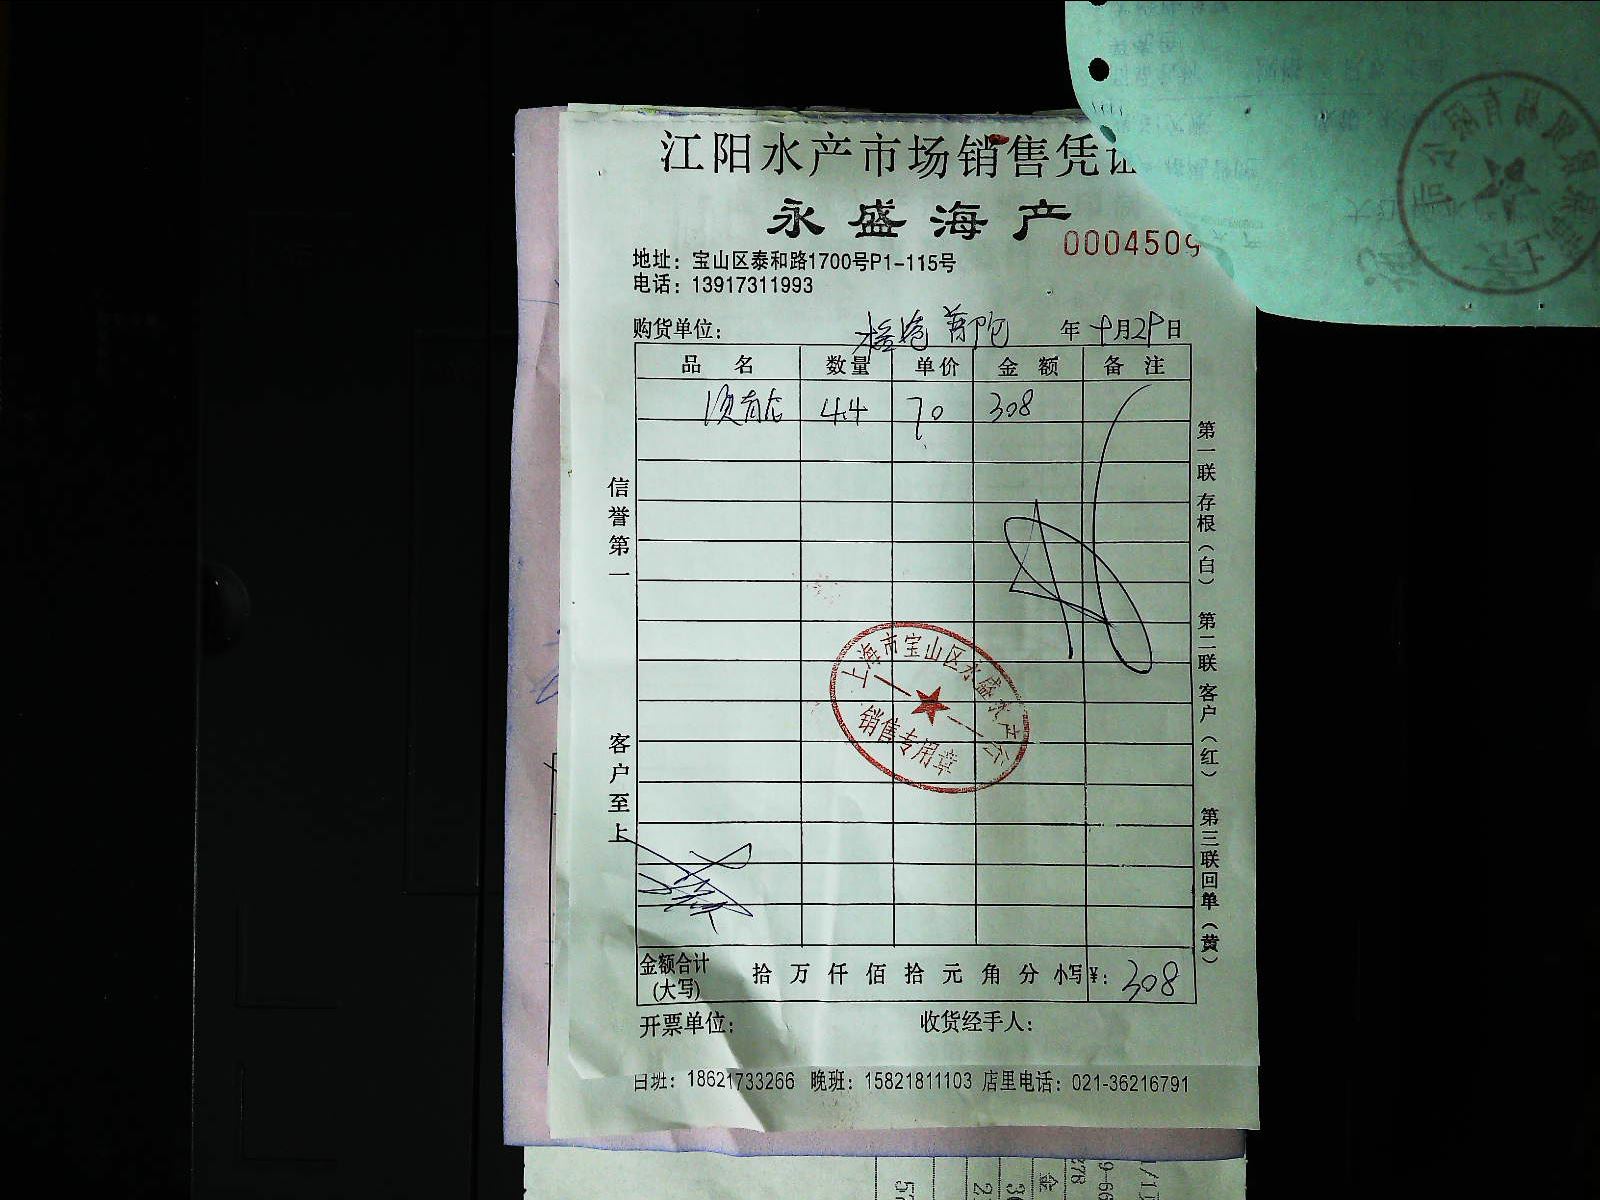 江阳水产市场销售凭证
永盛海产
0004509
地址：宝山区泰和路1700号P1-115号
电话：13917311993
购货单位： 年十月29日
品 名 数量 单价 金 额 备 注
4.4 70 308
信誉第一
客户至上
第一联 存根（白） 第二联 客户（红） 第三联回单（黄）
上海市宝山区永盛水产公
销售专用章
金额合计(大写) 拾 万 仟 佰 拾 元 角 分 小写¥：308
开票单位： 收货经手人：
白班：18621733266 晚班：15821811103 店里电话：021-36216791